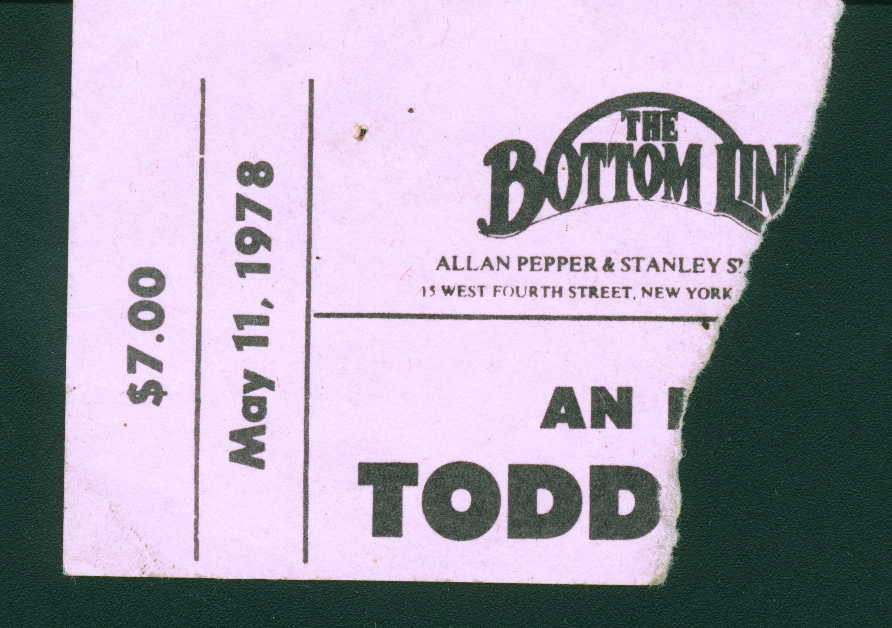 $7.00
May 11, 1978
THE
BOTTOM LIN
ALLAN PEPPER & STANLEY S
15 WEST FOURTH STREET, NEW YORK
AN
TODD